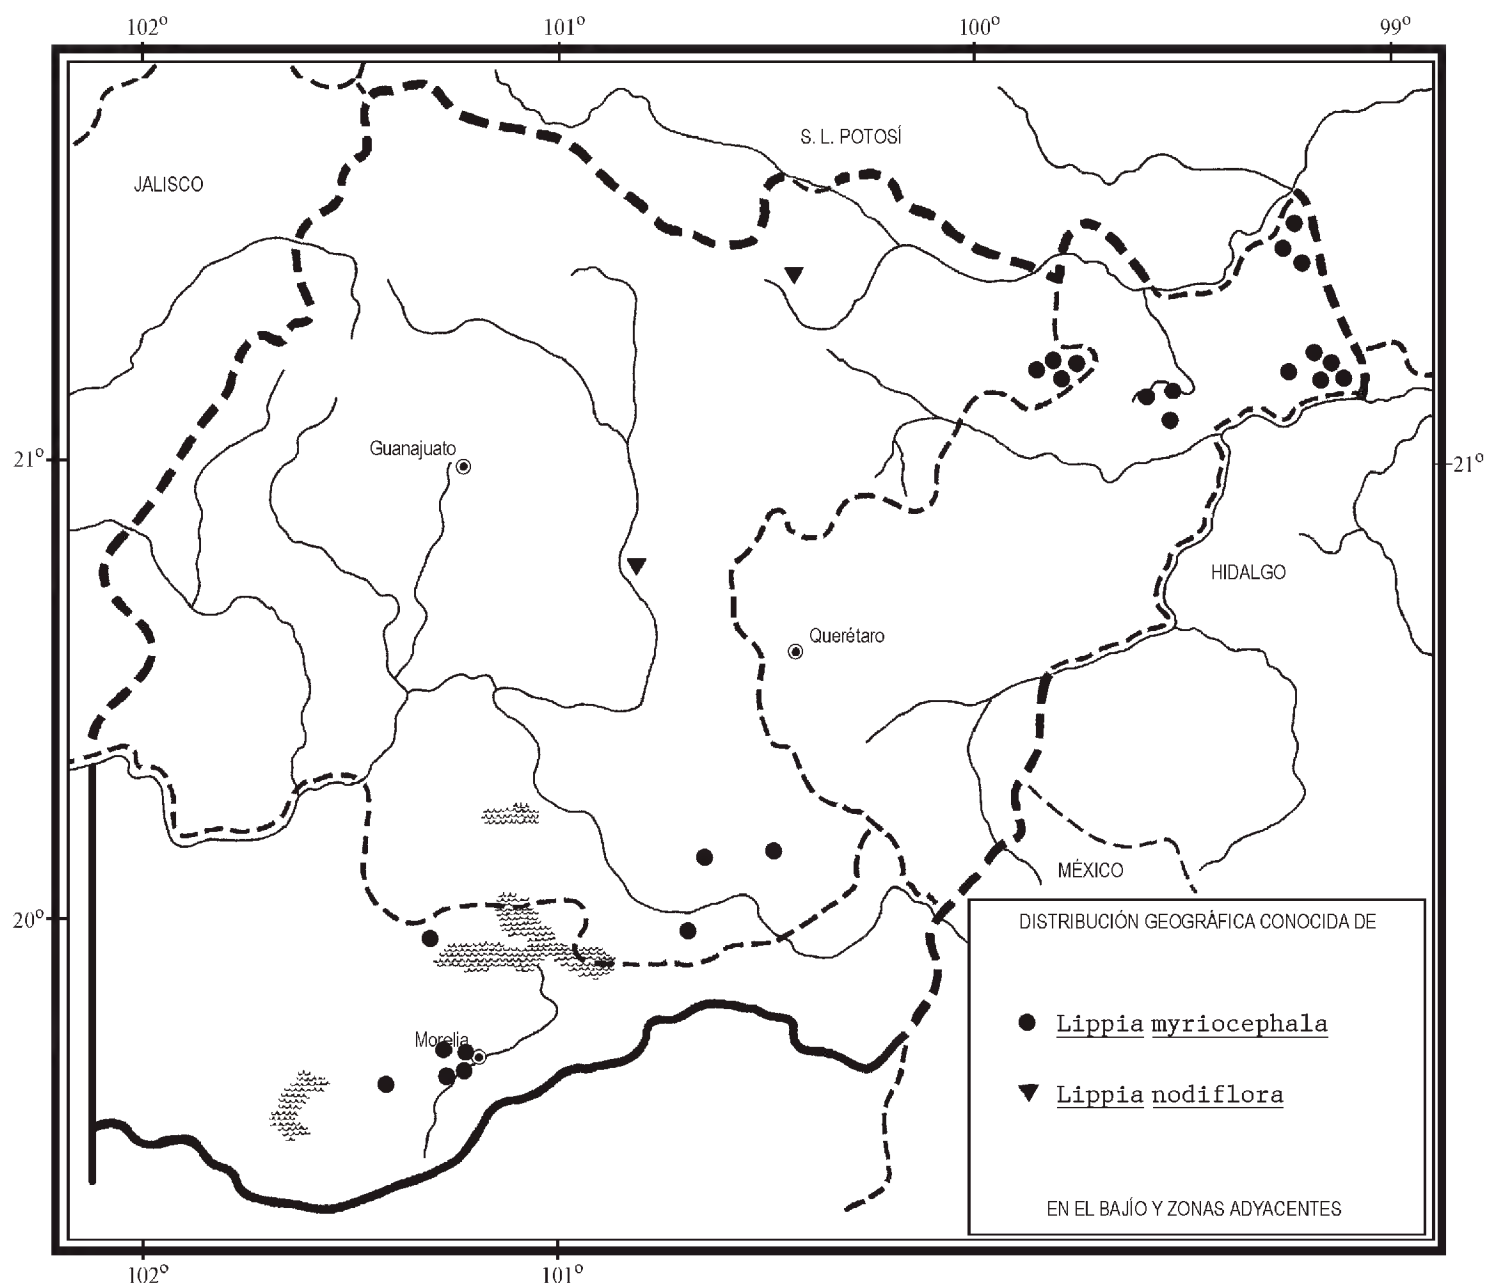 102º 101º 100º 99º
S. L. POTOSÍ
JALISCO
Guanajuato
21º 21º
HIDALGO
Querétaro
MÉXICO
20º
DISTRIBUCIÓN GEOGRÁFICA CONOCIDA DE
Lippia myriocephala
Morelia
Lippia nodiflora
EN EL BAJÍO Y ZONAS ADYACENTES
102º 101º